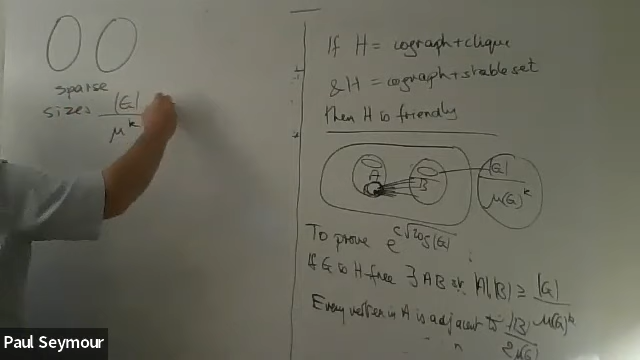 sparse
sizes |G|
μ^k
If H = cograph+clique
& H = cograph+stable set
then H is friendly
A B
|G|
μ(G)^k
To prove e^c√log|G|
If G is H-free ∃ A,B |A|,|B| ≥ |G|
μ(G)^k
Every vertex in A is adjacent to |B|
2μ(G)
Paul Seymour